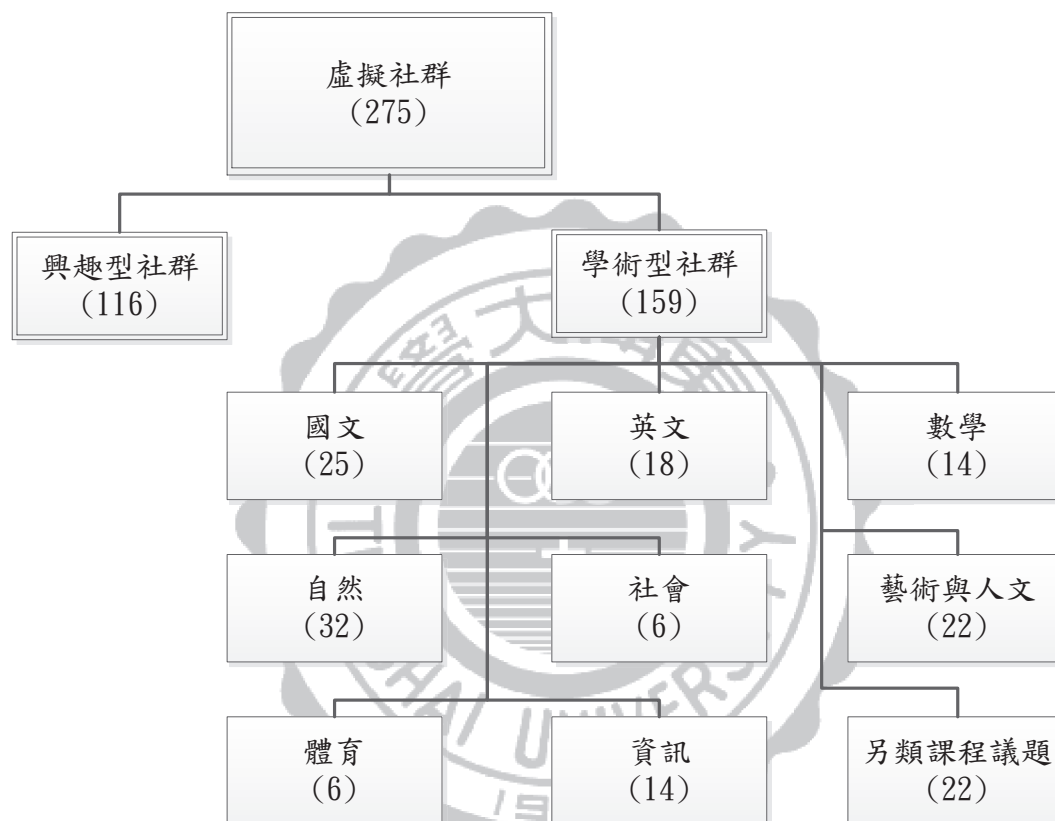 虛擬社群
(275)
興趣型社群
(116)
學術型社群
(159)
國文
(25)
英文
(18)
數學
(14)
自然
(32)
社會
(6)
藝術與人文
(22)
體育
(6)
資訊
(14)
另類課程議題
(22)